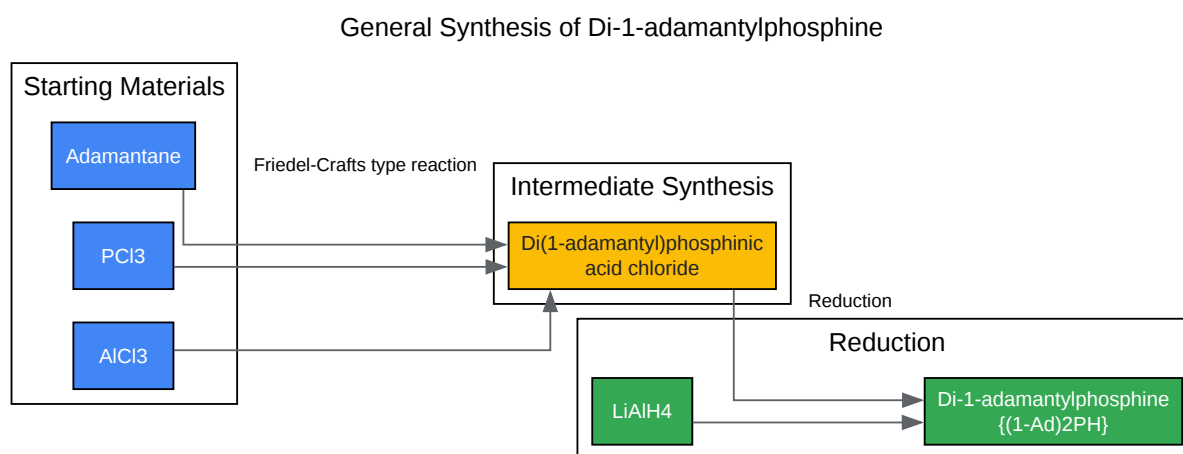 General Synthesis of Di-1-adamantylphosphine
Starting Materials
Adamantane
Friedel-Crafts type reaction
Intermediate Synthesis
PCl3
Di(1-adamantyl)phosphinic
acid chloride
AlCl3
Reduction
Reduction
LiAlH4
Di-1-adamantylphosphine
{(1-Ad)2PH}